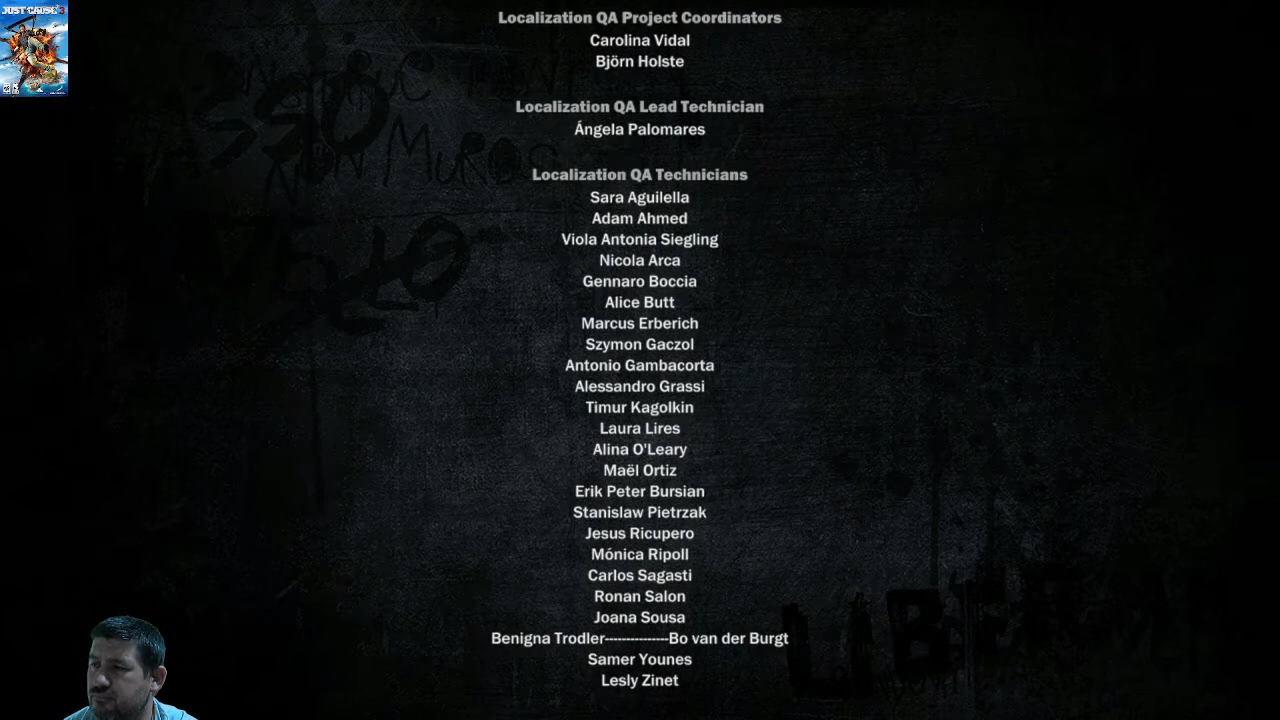 JUST CAUSE 3
Localization QA Project Coordinators
Carolina Vidal
Björn Holste
Localization QA Lead Technician
Ángela Palomares
Localization QA Technicians
Sara Aguilella
Adam Ahmed
Viola Antonia Siegling
Nicola Arca
Gennaro Boccia
Alice Butt
Marcus Erberich
Szymon Gaczol
Antonio Gambacorta
Alessandro Grassi
Timur Kagolkin
Laura Lires
Alina O'Leary
Maël Ortiz
Erik Peter Bursian
Stanislaw Pietrzak
Jesus Ricupero
Mónica Ripoll
Carlos Sagasti
Ronan Salon
Joana Sousa
Benigna Trodler---------------Bo van der Burgt
Samer Younes
Lesly Zinet